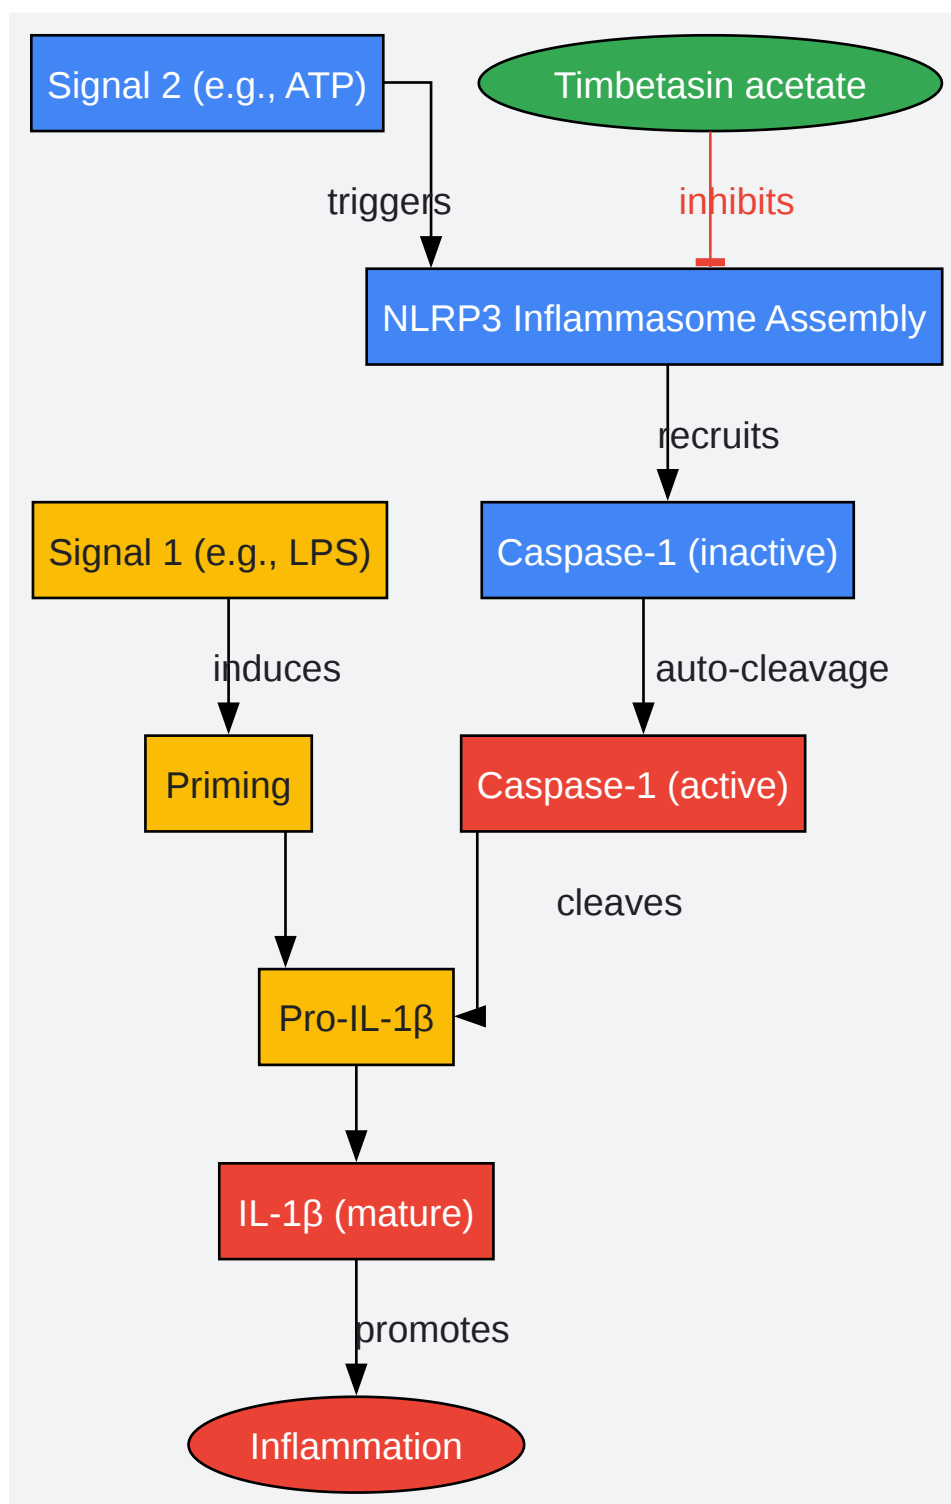 Signal 2 (e.g., ATP)
Timbetasin acetate
triggers
inhibits
NLRP3 Inflammasome Assembly
recruits
Signal 1 (e.g., LPS)
Caspase-1 (inactive)
induces
auto-cleavage
Priming
Caspase-1 (active)
cleaves
Pro-IL-1β
IL-1β (mature)
promotes
Inflammation